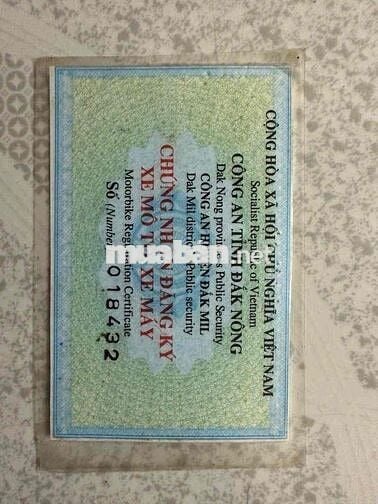 CỘNG HÒA XÃ HỘI CHỦ NGHĨA VIỆT NAM
Socialist Republic of Vietnam
CÔNG AN TỈNH ĐẮK NÔNG
Dak Nong province's Public Security
CÔNG AN HUYỆN ĐẮK MIL
Dak Mil district's Public security
CHỨNG NHẬN ĐĂNG KÝ
XE MÔ TÔ, XE MÁY
Motorbike Registration Certificate
Số (Number): 018432
muaban.net